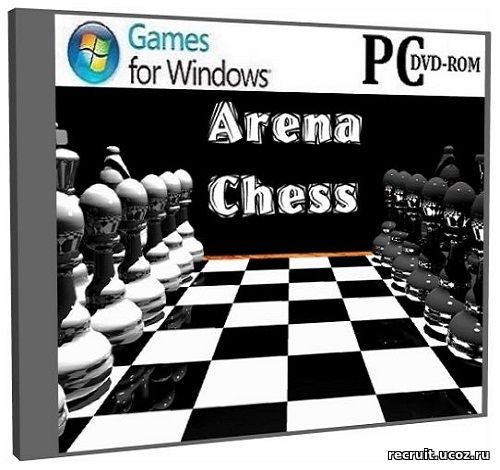 Games
for Windows®
PC DVD-ROM
Arena
Chess
recruit.ucoz.ru